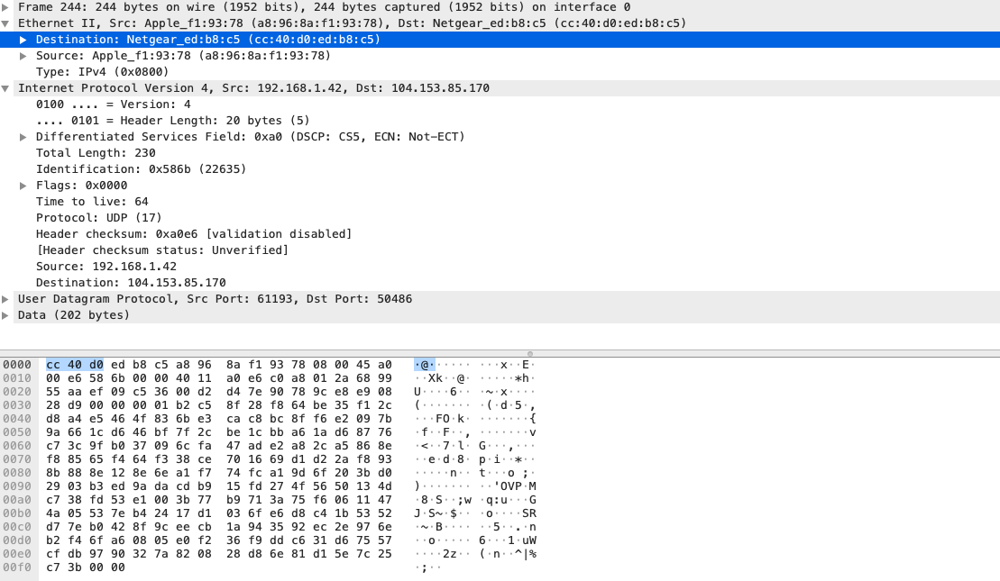 Frame 244: 244 bytes on wire (1952 bits), 244 bytes captured (1952 bits) on interface 0
Ethernet II, Src: Apple_f1:93:78 (a8:96:8a:f1:93:78), Dst: Netgear_ed:b8:c5 (cc:40:d0:ed:b8:c5)
Destination: Netgear_ed:b8:c5 (cc:40:d0:ed:b8:c5)
Source: Apple_f1:93:78 (a8:96:8a:f1:93:78)
Type: IPv4 (0x0800)
Internet Protocol Version 4, Src: 192.168.1.42, Dst: 104.153.85.170
0100 .... = Version: 4
.... 0101 = Header Length: 20 bytes (5)
Differentiated Services Field: 0xa0 (DSCP: CS5, ECN: Not-ECT)
Total Length: 230
Identification: 0x586b (22635)
Flags: 0x0000
Time to live: 64
Protocol: UDP (17)
Header checksum: 0xa0e6 [validation disabled]
[Header checksum status: Unverified]
Source: 192.168.1.42
Destination: 104.153.85.170
User Datagram Protocol, Src Port: 61193, Dst Port: 50486
Data (202 bytes)
0000 cc 40 d0 ed b8 c5 a8 96 8a f1 93 78 08 00 45 a0 ·@······ ···x··E·
0010 00 e6 58 6b 00 00 40 11 a0 e6 c0 a8 01 2a 68 99 ··Xk··@· ·····*h·
0020 55 aa ef 09 c5 36 00 d2 d4 7e 90 78 9c e8 e9 08 U····6·· ·~·x····
0030 28 d9 00 00 00 01 b2 c5 8f 28 f8 64 be 35 f1 2c (······· ·(·d·5·,
0040 d8 a4 e5 46 4f 83 6b e3 ca c8 bc 8f f6 e2 09 7b ···FO·k· ·······{
0050 9a 66 1c d6 46 bf 7f 2c be 1c bb a6 1a d6 87 76 ·f··F··, ·······v
0060 c7 3c 9f b0 37 09 6c fa 47 ad e2 a8 2c a5 86 8e ·<··7·l· G···,···
0070 f8 85 65 f4 64 f3 38 ce 70 16 69 d1 d2 2a f8 93 ··e·d·8· p·i··*··
0080 8b 88 8e 12 8e 6e a1 f7 74 fc a1 9d 6f 20 3b d0 ·····n·· t···o ;·
0090 29 03 b3 ed 9a da cd b9 15 fd 27 4f 56 50 13 4d )······· ··'OVP·M
00a0 c7 38 fd 53 e1 00 3b 77 b9 71 3a 75 f6 06 11 47 ·8·S··;w ·q:u···G
00b0 4a 05 53 7e b4 24 17 d1 03 6f e6 d8 c4 1b 53 52 J·S~·$·· ·o····SR
00c0 d7 7e b0 42 8f 9c ee cb 1a 94 35 92 ec 2e 97 6e ·~·B···· ··5··.·n
00d0 b2 f4 6f a6 08 05 e0 f2 36 f9 dd c6 31 d6 75 57 ··o····· 6···1·uW
00e0 cf db 97 90 32 7a 82 08 28 d8 6e 81 d1 5e 7c 25 ····2z·· (·n··^|%
00f0 c7 3b 00 00 ·;··